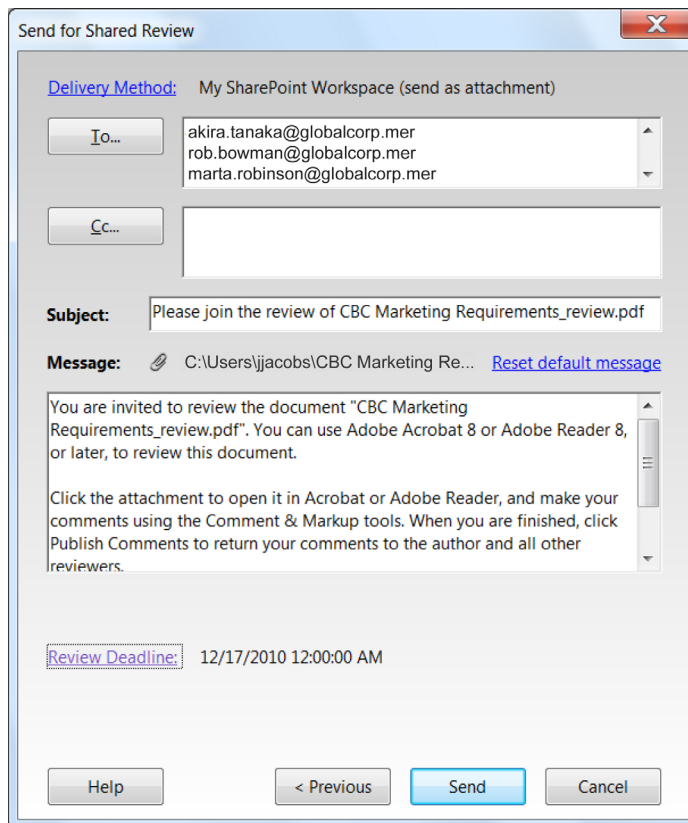 Send for Shared Review
Delivery Method: My SharePoint Workspace (send as attachment)
To... akira.tanaka@globalcorp.mer
rob.bowman@globalcorp.mer
marta.robinson@globalcorp.mer
Cc...
Subject: Please join the review of CBC Marketing Requirements_review.pdf
Message: C:\Users\jjacobs\CBC Marketing Re... Reset default message
You are invited to review the document "CBC Marketing
Requirements_review.pdf". You can use Adobe Acrobat 8 or Adobe Reader 8,
or later, to review this document.
Click the attachment to open it in Acrobat or Adobe Reader, and make your
comments using the Comment & Markup tools. When you are finished, click
Publish Comments to return your comments to the author and all other
reviewers.
Review Deadline: 12/17/2010 12:00:00 AM
Help < Previous Send Cancel